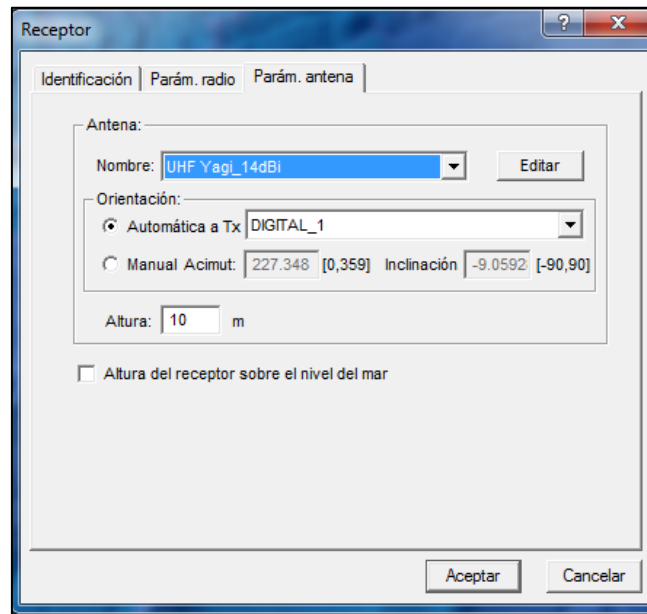 Receptor
Identificación Parám. radio Parám. antena
Antena:
Nombre: UHF Yagi_14dBi Editar
Orientación:
Automática a Tx DIGITAL_1
Manual Acimut: 227.348 [0,359] Inclinación -9.0592 [-90,90]
Altura: 10 m
Altura del receptor sobre el nivel del mar
Aceptar Cancelar